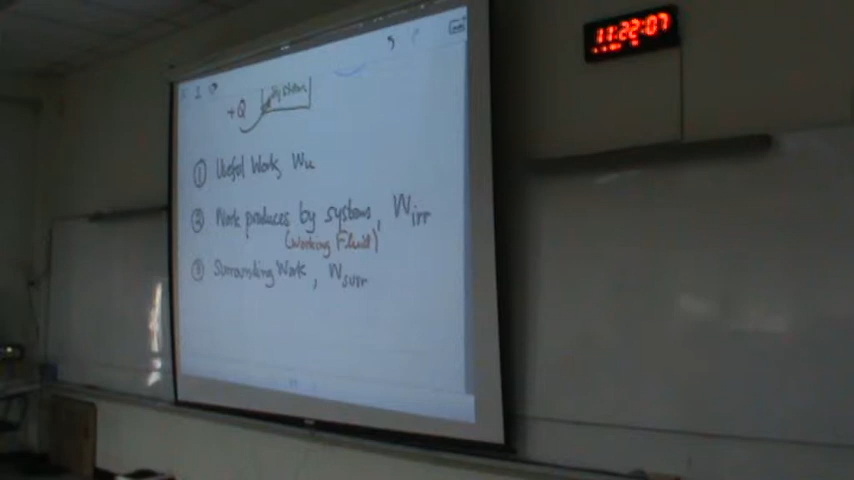 11:22:07
+Q System
① Useful Work, Wu
② Work produces by systems, Wirr
(Working Fluid)
③ Surrounding Work, Wsurr